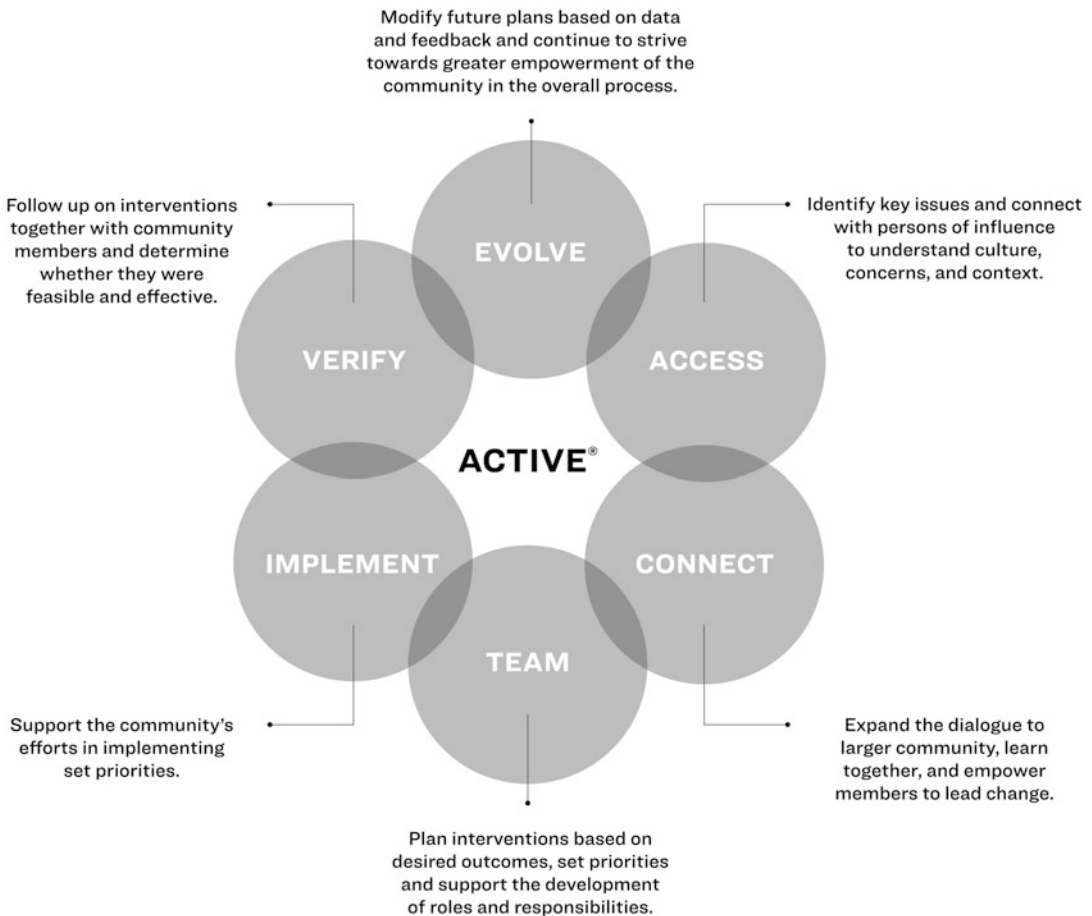 Modify future plans based on data
and feedback and continue to strive
towards greater empowerment of the
community in the overall process.
EVOLVE
Identify key issues and connect
with persons of influence
to understand culture,
concerns, and context.
ACCESS
Expand the dialogue to
larger community, learn
together, and empower
members to lead change.
CONNECT
Plan interventions based on
desired outcomes, set priorities
and support the development
of roles and responsibilities.
TEAM
Support the community’s
efforts in implementing
set priorities.
IMPLEMENT
Follow up on interventions
together with community
members and determine
whether they were
feasible and effective.
VERIFY
ACTIVE®